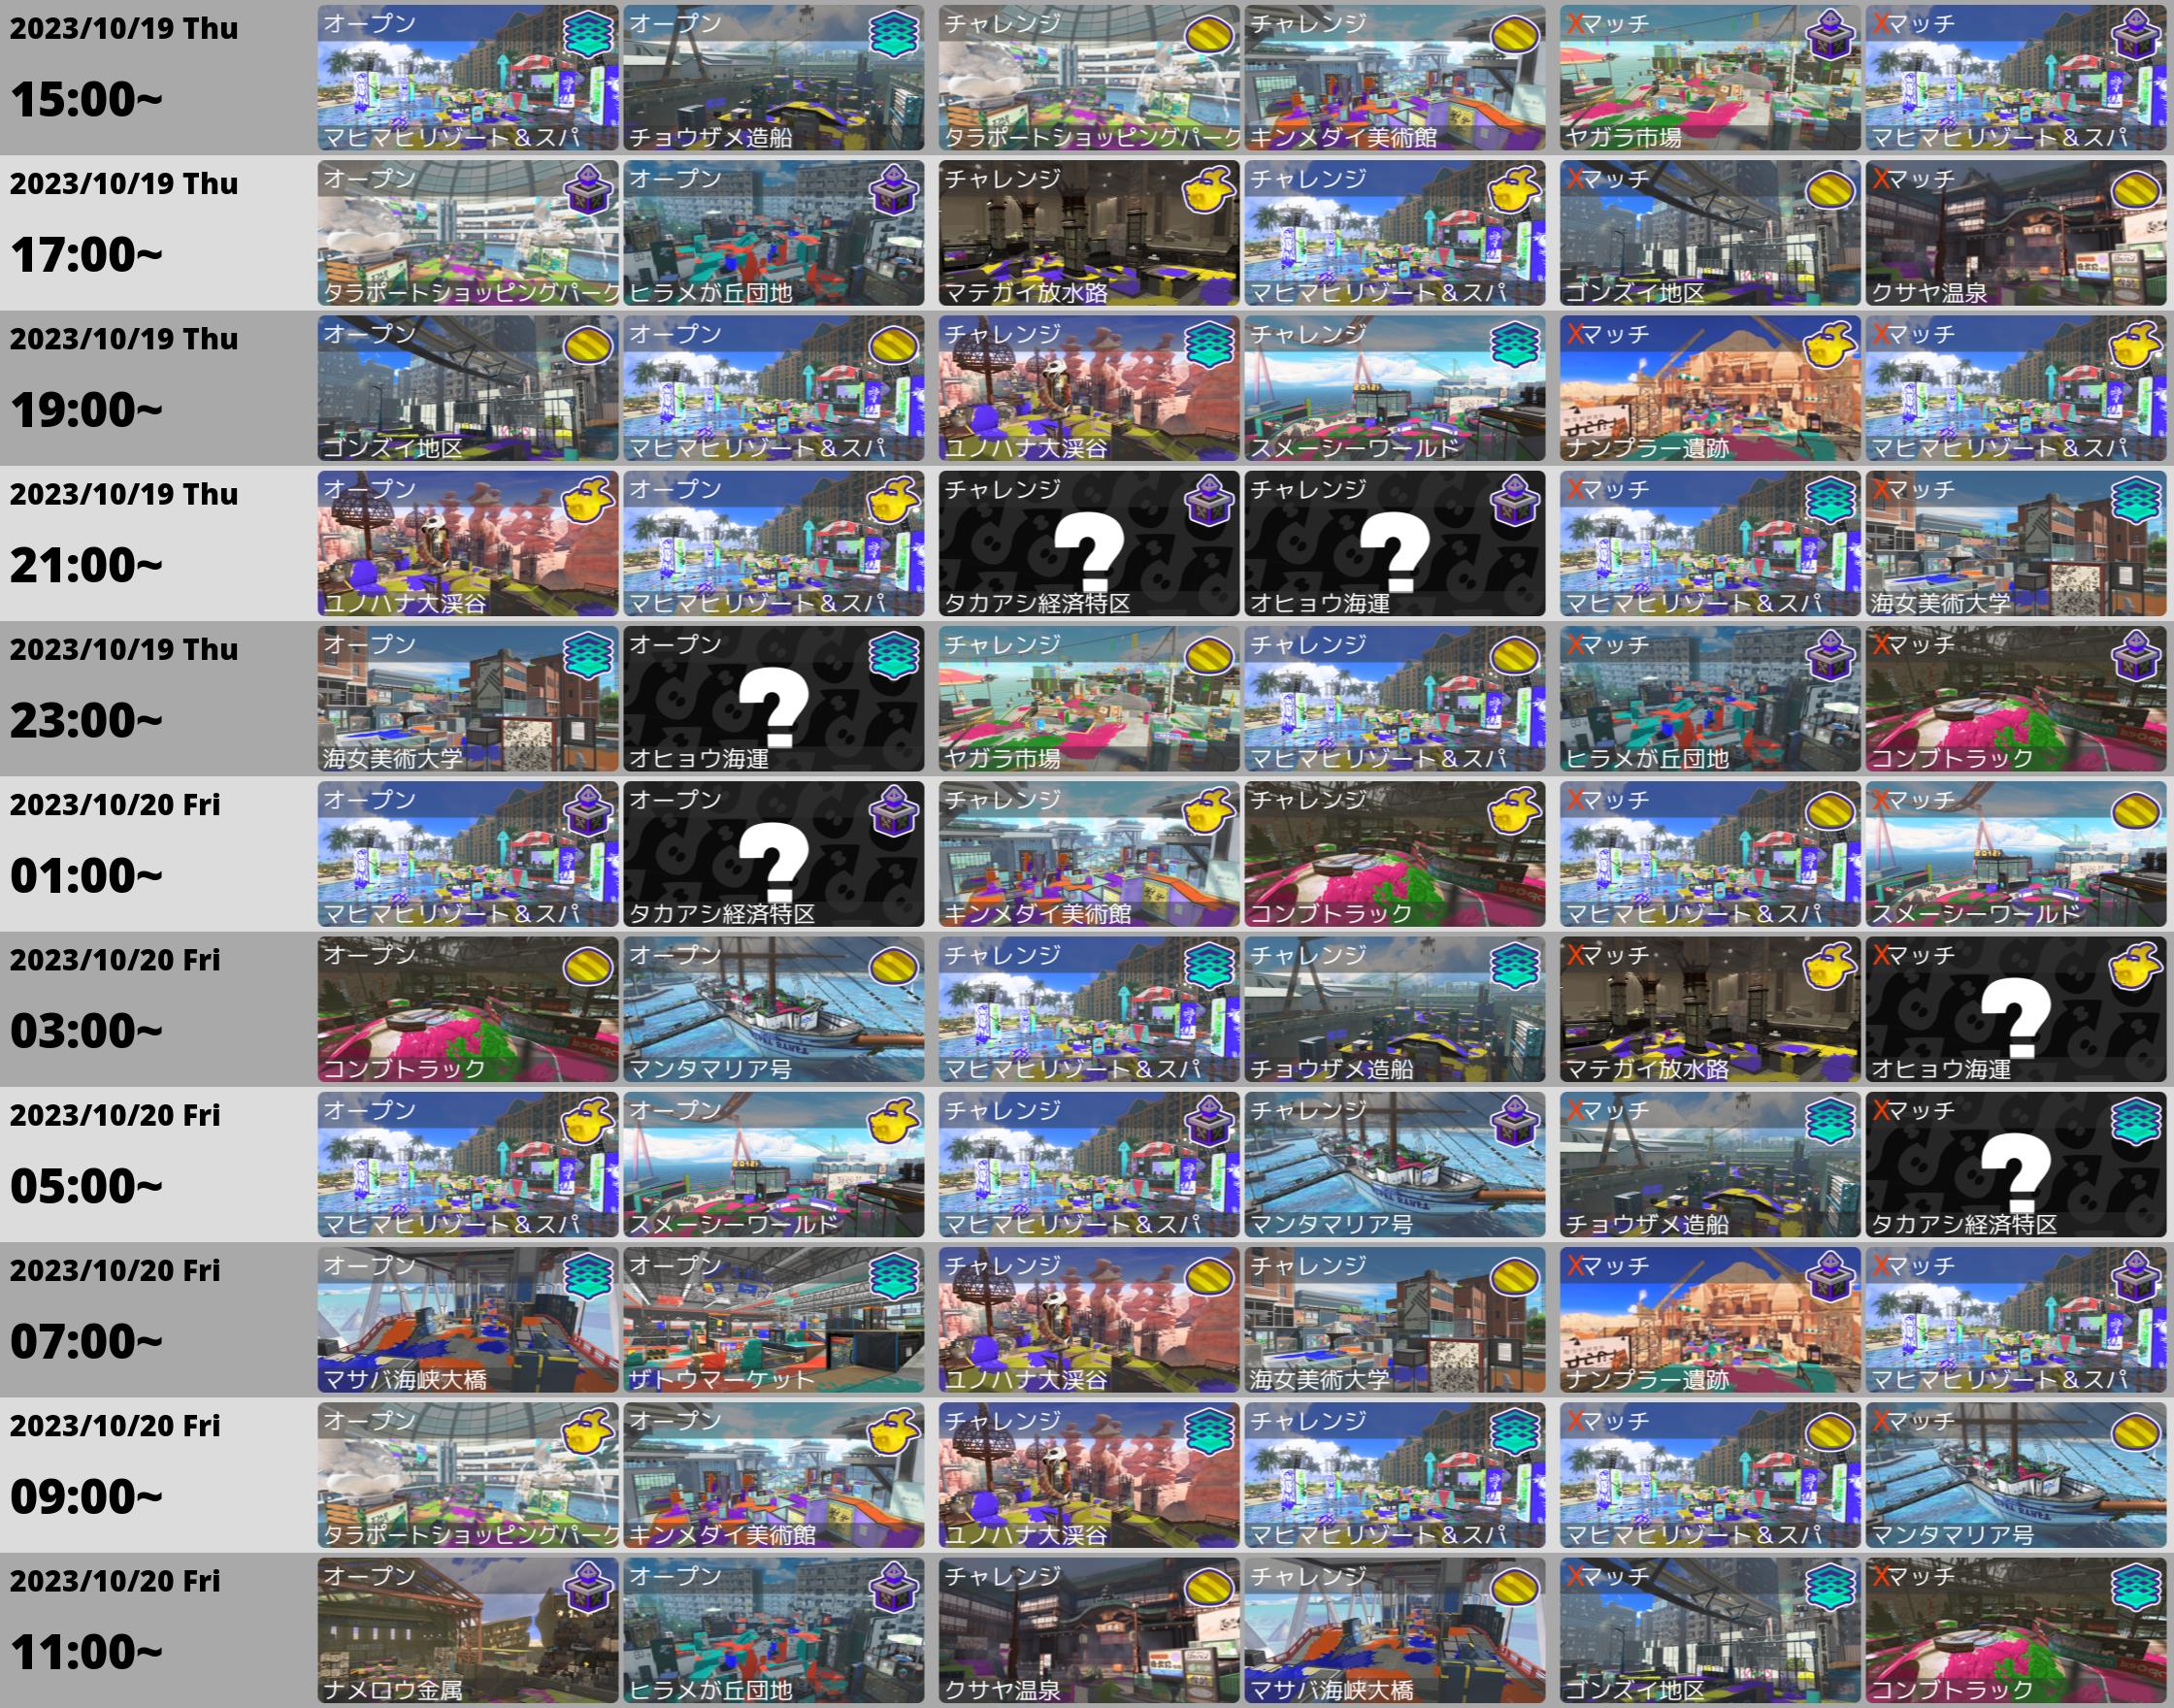 2023/10/19 Thu
15:00~
オープン
マヒマヒリゾート&スパ
オープン
チョウザメ造船
チャレンジ
タラポートショッピングパーク
チャレンジ
キンメダイ美術館
Xマッチ
ヤガラ市場
Xマッチ
マヒマヒリゾート&スパ
2023/10/19 Thu
17:00~
オープン
タラポートショッピングパーク
オープン
ヒラメが丘団地
チャレンジ
マテガイ放水路
チャレンジ
マヒマヒリゾート&スパ
Xマッチ
ゴンズイ地区
Xマッチ
クサヤ温泉
2023/10/19 Thu
19:00~
オープン
ゴンズイ地区
オープン
マヒマヒリゾート&スパ
チャレンジ
ユノハナ大渓谷
チャレンジ
スメーシーワールド
Xマッチ
ナンプラー遺跡
Xマッチ
マヒマヒリゾート&スパ
2023/10/19 Thu
21:00~
オープン
ユノハナ大渓谷
オープン
マヒマヒリゾート&スパ
チャレンジ
?
タカアシ経済特区
チャレンジ
?
オヒョウ海運
Xマッチ
マヒマヒリゾート&スパ
Xマッチ
海女美術大学
2023/10/19 Thu
23:00~
オープン
海女美術大学
オープン
?
オヒョウ海運
チャレンジ
ヤガラ市場
チャレンジ
マヒマヒリゾート&スパ
Xマッチ
ヒラメが丘団地
Xマッチ
コンブトラック
2023/10/20 Fri
01:00~
オープン
マヒマヒリゾート&スパ
オープン
?
タカアシ経済特区
チャレンジ
キンメダイ美術館
チャレンジ
コンブトラック
Xマッチ
マヒマヒリゾート&スパ
Xマッチ
スメーシーワールド
2023/10/20 Fri
03:00~
オープン
コンブトラック
オープン
マンタマリア号
チャレンジ
マヒマヒリゾート&スパ
チャレンジ
チョウザメ造船
Xマッチ
マテガイ放水路
Xマッチ
?
オヒョウ海運
2023/10/20 Fri
05:00~
オープン
マヒマヒリゾート&スパ
オープン
スメーシーワールド
チャレンジ
マヒマヒリゾート&スパ
チャレンジ
マンタマリア号
Xマッチ
チョウザメ造船
Xマッチ
?
タカアシ経済特区
2023/10/20 Fri
07:00~
オープン
マサバ海峡大橋
オープン
ザトウマーケット
チャレンジ
ユノハナ大渓谷
チャレンジ
海女美術大学
Xマッチ
ナンプラー遺跡
Xマッチ
マヒマヒリゾート&スパ
2023/10/20 Fri
09:00~
オープン
タラポートショッピングパーク
オープン
キンメダイ美術館
チャレンジ
ユノハナ大渓谷
チャレンジ
マヒマヒリゾート&スパ
Xマッチ
マヒマヒリゾート&スパ
Xマッチ
マンタマリア号
2023/10/20 Fri
11:00~
オープン
ナメロウ金属
オープン
ヒラメが丘団地
チャレンジ
クサヤ温泉
チャレンジ
マサバ海峡大橋
Xマッチ
ゴンズイ地区
Xマッチ
コンブトラック